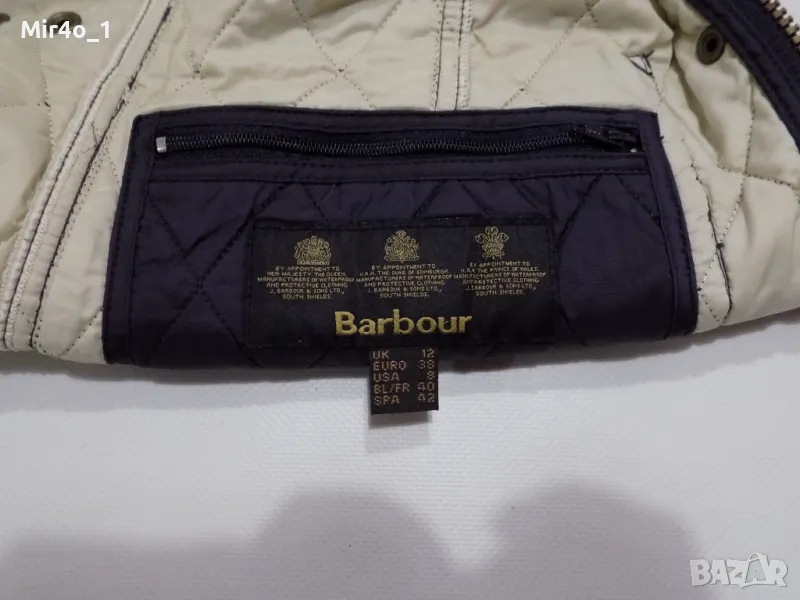 Mir4o_1
BY APPOINTMENT TO
HER MAJESTY THE QUEEN
MANUFACTURERS OF WATERPROOF
AND PROTECTIVE CLOTHING
J. BARBOUR & SONS LTD.,
SOUTH SHIELDS.
BY APPOINTMENT TO
H.R.H. THE DUKE OF EDINBURGH
MANUFACTURERS OF WATERPROOF
AND PROTECTIVE CLOTHING
J. BARBOUR & SONS LTD.,
SOUTH SHIELDS.
BY APPOINTMENT TO
H.R.H. THE PRINCE OF WALES
MANUFACTURERS OF WATERPROOF
AND PROTECTIVE CLOTHING
J. BARBOUR & SONS LTD.,
SOUTH SHIELDS.
Barbour
UK 12
EURO 38
USA 8
BL/FR 40
SPA 42
BAZAR